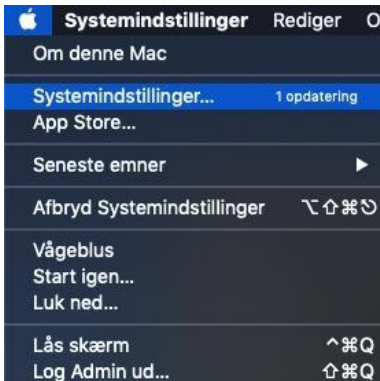 Systemindstillinger Rediger O
Om denne Mac
Systemindstillinger... 1 opdatering
App Store...
Seneste emner ▶
Afbryd Systemindstillinger ⌥⇧⌘⎋
Vågeblus
Start igen...
Luk ned...
Lås skærm ^⌘Q
Log Admin ud... ⇧⌘Q